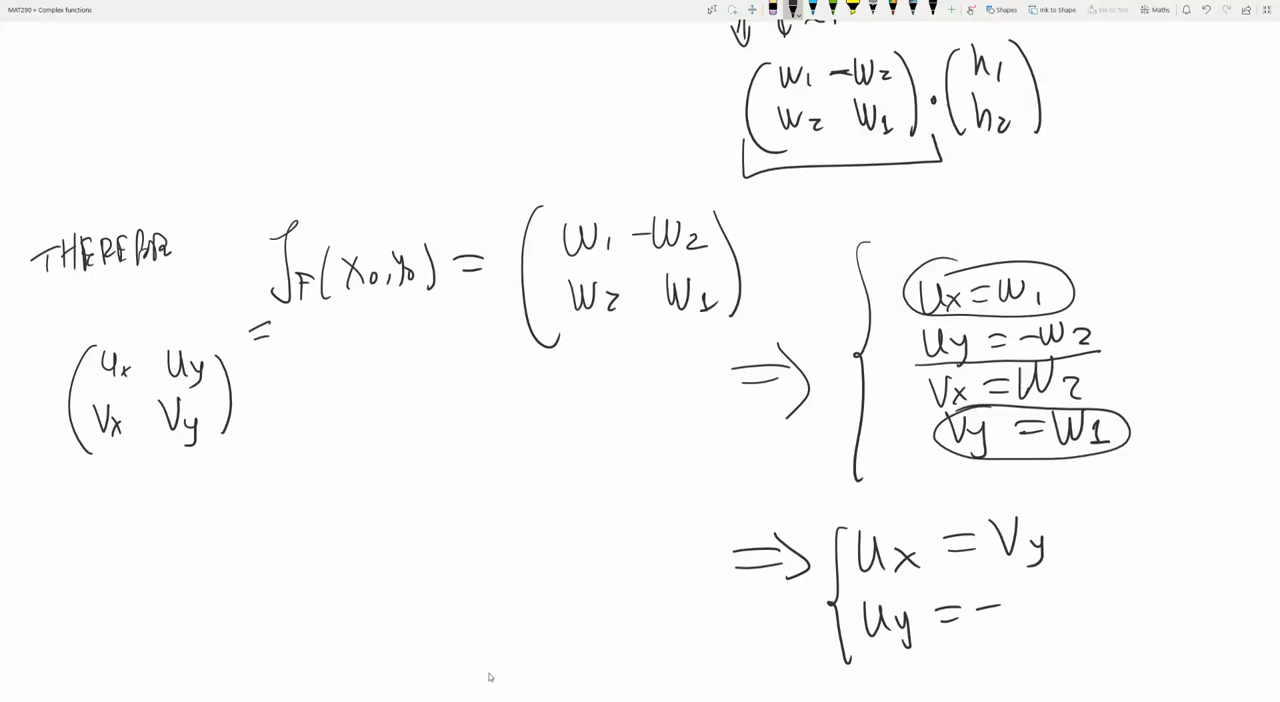 MAT290 » Complex functions
Shapes Ink to Shape Ink to Text Maths
( w1 -w2 ) . ( h1 )
( w2 w1 ) ( h2 )
THEREFOR J_F(x0,y0) = ( w1 -w2 )
( w2 w1 )
=
( ux uy )
( vx vy )
=> { ux = w1
uy = -w2
vx = w2
vy = w1
=> { ux = vy
uy = -